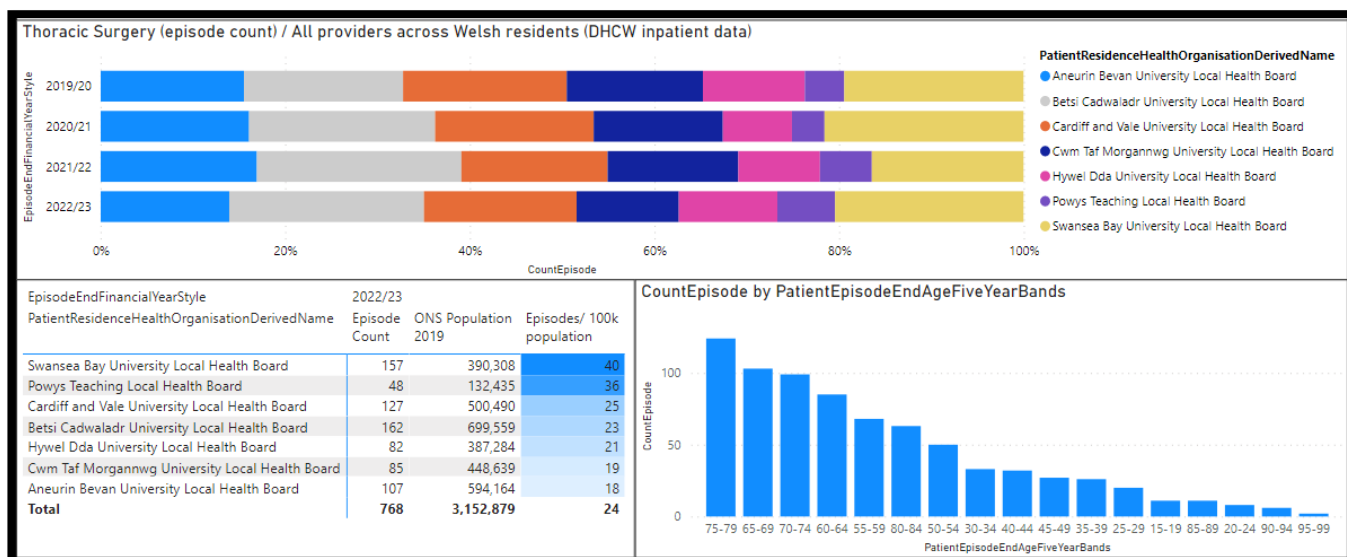 Thoracic Surgery (episode count) / All providers across Welsh residents (DHCW inpatient data)
EpisodeEndFinancialYearStyle
2019/20
2020/21
2021/22
2022/23
0% 20% 40% 60% 80% 100%
CountEpisode
PatientResidenceHealthOrganisationDerivedName
Aneurin Bevan University Local Health Board
Betsi Cadwaladr University Local Health Board
Cardiff and Vale University Local Health Board
Cwm Taf Morgannwg University Local Health Board
Hywel Dda University Local Health Board
Powys Teaching Local Health Board
Swansea Bay University Local Health Board
EpisodeEndFinancialYearStyle 2022/23
PatientResidenceHealthOrganisationDerivedName Episode ONS Population Episodes/ 100k
Count 2019 population
Swansea Bay University Local Health Board 157 390,308 40
Powys Teaching Local Health Board 48 132,435 36
Cardiff and Vale University Local Health Board 127 500,490 25
Betsi Cadwaladr University Local Health Board 162 699,559 23
Hywel Dda University Local Health Board 82 387,284 21
Cwm Taf Morgannwg University Local Health Board 85 448,639 19
Aneurin Bevan University Local Health Board 107 594,164 18
Total 768 3,152,879 24
CountEpisode by PatientEpisodeEndAgeFiveYearBands
CountEpisode
100
50
0
75-79 65-69 70-74 60-64 55-59 80-84 50-54 30-34 40-44 45-49 35-39 25-29 15-19 85-89 20-24 90-94 95-99
PatientEpisodeEndAgeFiveYearBands